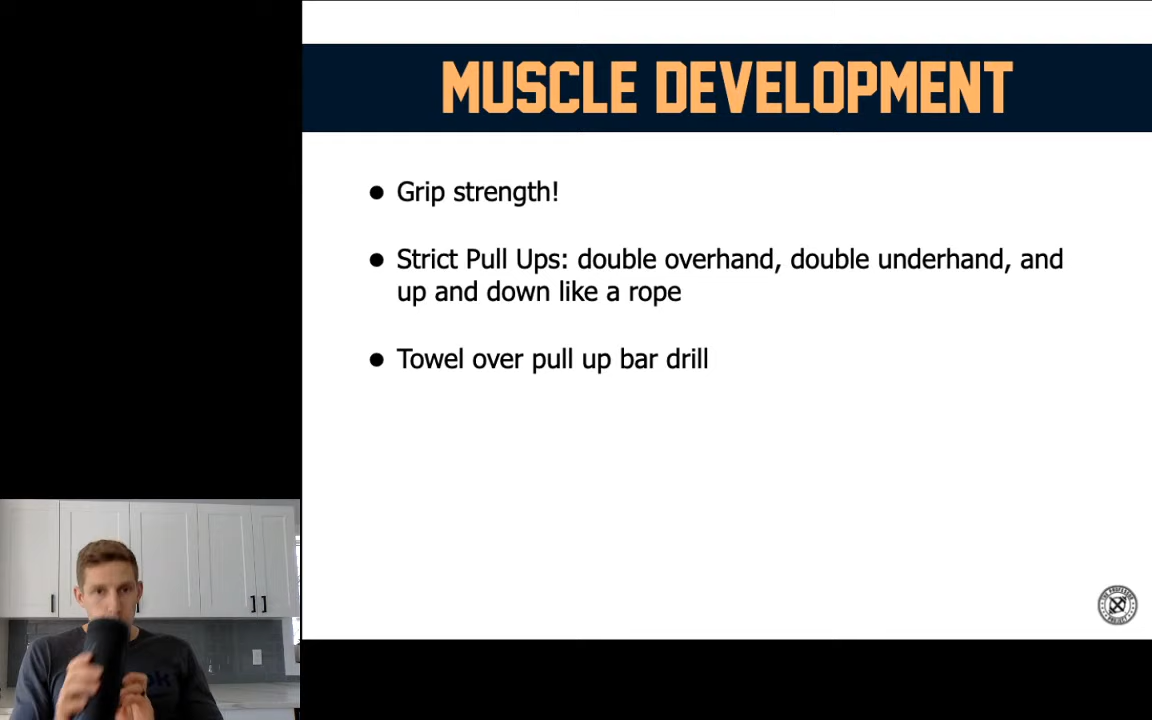 MUSCLE DEVELOPMENT
● Grip strength!
● Strict Pull Ups: double overhand, double underhand, and
up and down like a rope
● Towel over pull up bar drill